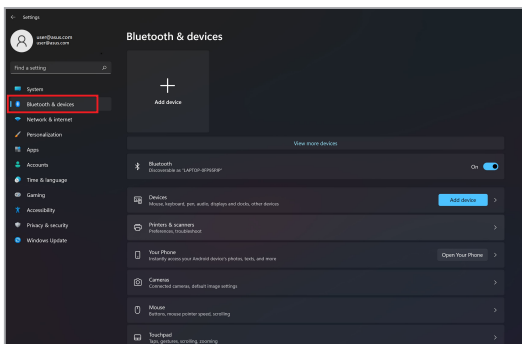 Settings
user@asus.com
user@asus.com
Find a setting
System
Bluetooth & devices
Network & internet
Personalization
Apps
Accounts
Time & language
Gaming
Accessibility
Privacy & security
Windows Update
Bluetooth & devices
Add device
View more devices
Bluetooth
Discoverable as "LAPTOP-0FP95PJP"
On
Devices
Mouse, keyboard, pen, audio, displays and docks, other devices
Add device
Printers & scanners
Preferences, troubleshoot
Your Phone
Instantly access your Android device's photos, texts, and more
Open Your Phone
Cameras
Connected cameras, default image settings
Mouse
Buttons, mouse pointer speed, scrolling
Touchpad
Taps, gestures, scrolling, zooming